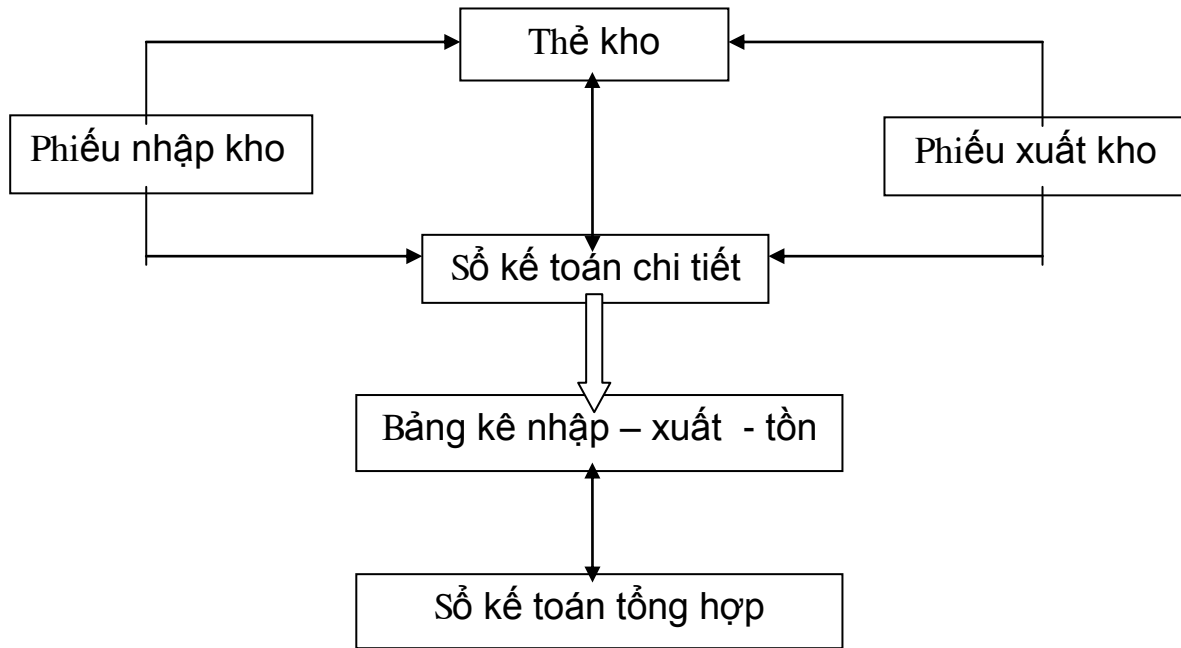 Thẻ kho
Phiếu nhập kho
Phiếu xuất kho
Sổ kế toán chi tiết
Bảng kê nhập – xuất - tồn
Sổ kế toán tổng hợp